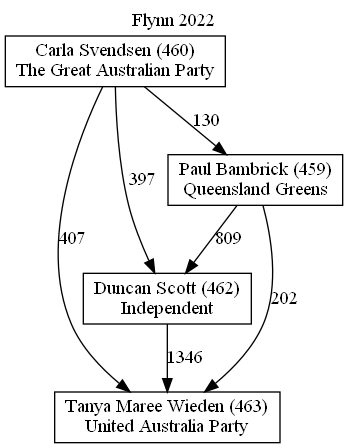 Flynn 2022
Carla Svendsen (460)
The Great Australian Party
130
Paul Bambrick (459)
Queensland Greens
397
407
809
Duncan Scott (462)
Independent
202
1346
Tanya Maree Wieden (463)
United Australia Party